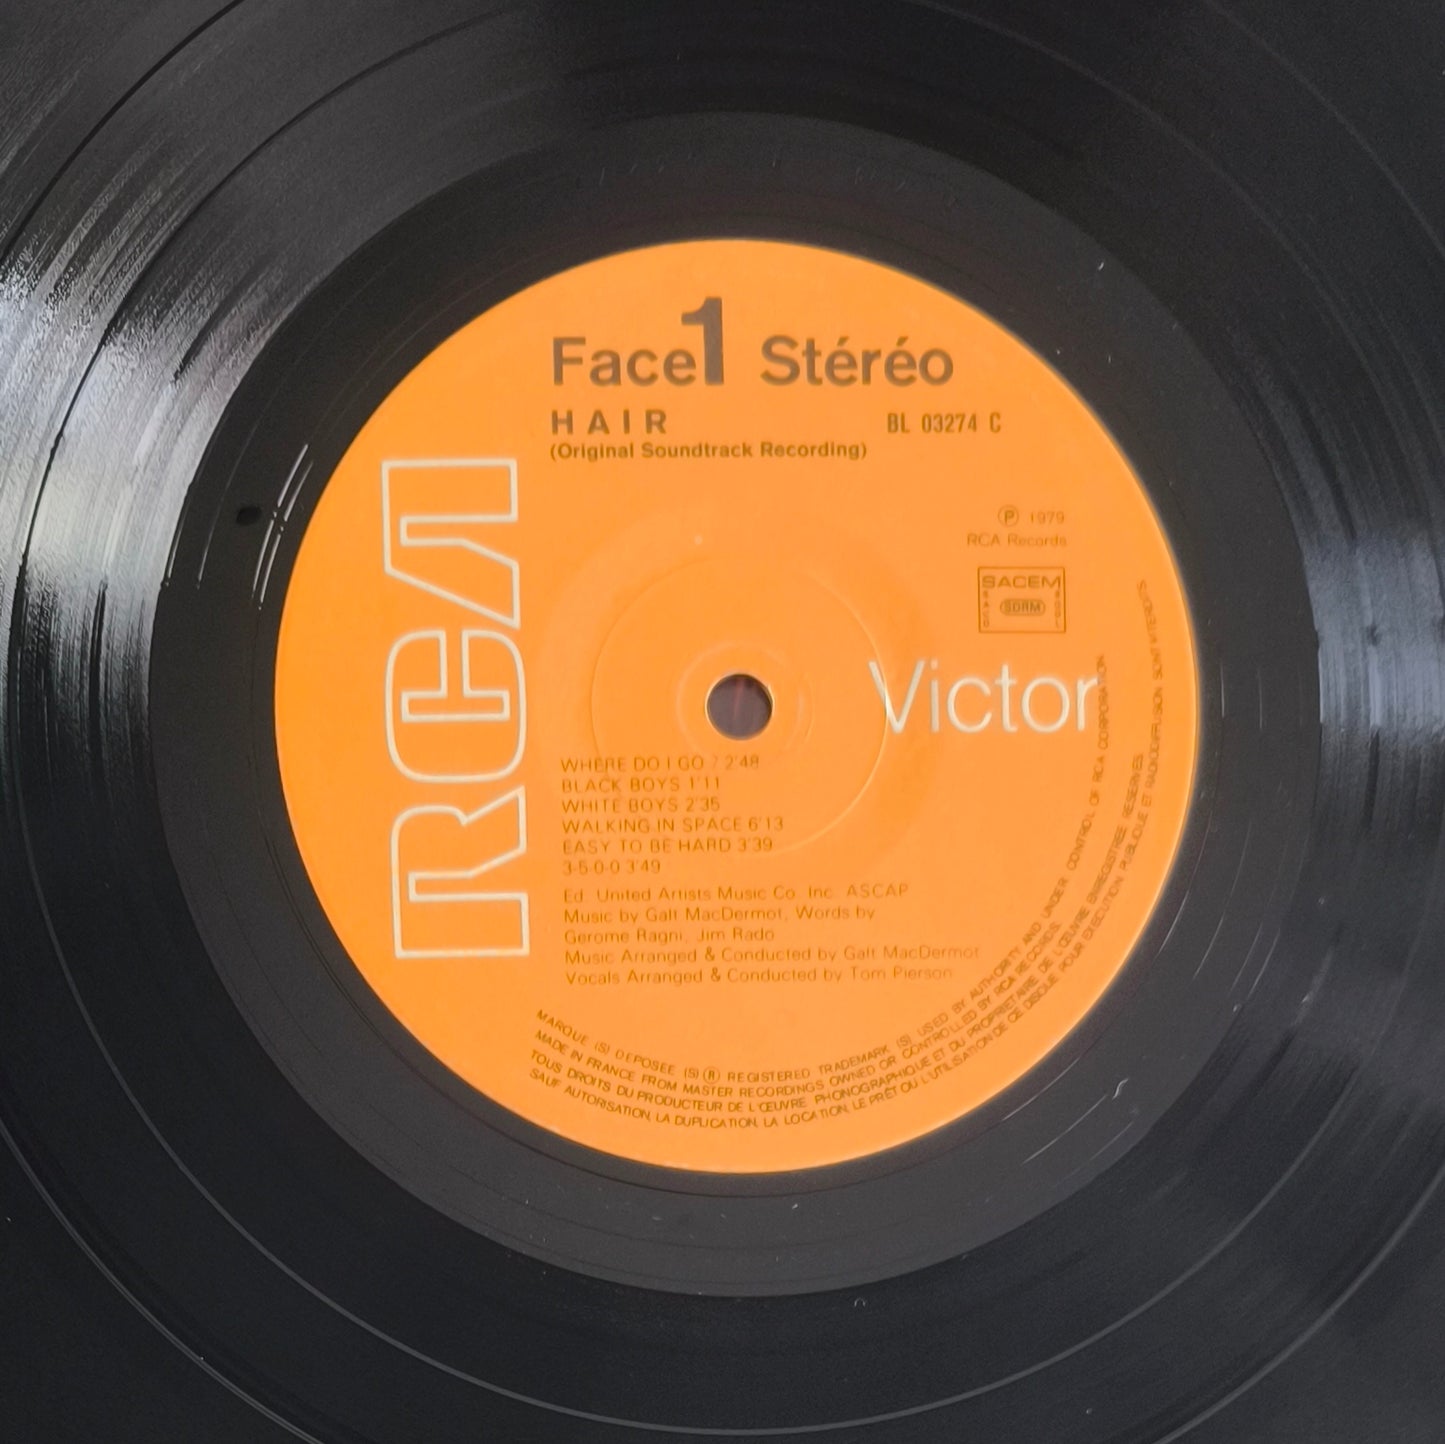 Face 1 Stéréo
HAIR BL 03274 C
(Original Soundtrack Recording)
℗ 1979
RCA Records
SACEM
SDRM
RCA
Victor
WHERE DO I GO ? 2'48
BLACK BOYS 1'11
WHITE BOYS 2'35
WALKING IN SPACE 6'13
EASY TO BE HARD 3'39
3-5-0-0 3'49
Ed. United Artists Music Co. Inc. ASCAP
Music by Galt MacDermot, Words by
Gerome Ragni, Jim Rado
Music Arranged & Conducted by Galt MacDermot
Vocals Arranged & Conducted by Tom Pierson
MARQUE (S) DEPOSEE (S) ® REGISTERED TRADEMARK (S) USED BY AUTHORITY AND UNDER CONTROL OF RCA CORPORATION
MADE IN FRANCE FROM MASTER RECORDINGS OWNED OR CONTROLLED BY RCA RECORDS.
TOUS DROITS DU PRODUCTEUR DE L'ŒUVRE PHONOGRAPHIQUE ET DU PROPRIETAIRE DE L'ŒUVRE ENREGISTREE RESERVES.
SAUF AUTORISATION, LA DUPLICATION, LA LOCATION, LE PRÊT OU L'UTILISATION DE CE DISQUE POUR EXECUTION PUBLIQUE ET RADIODIFFUSION SONT INTERDITS.